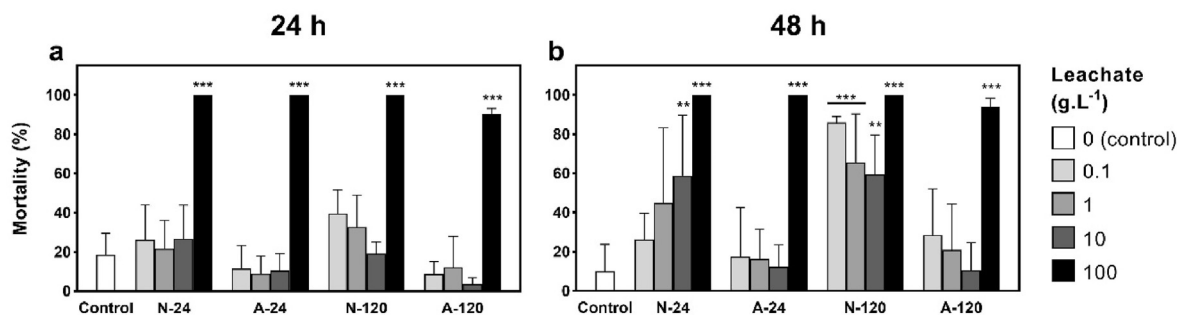 24 h
48 h
a
b
Mortality (%)
100
80
60
40
20
0
***
***
***
***
Control
N-24
A-24
N-120
A-120
100
80
60
40
20
0
**
***
***
***
**
***
***
Control
N-24
A-24
N-120
A-120
Leachate
(g.L-1)
0 (control)
0.1
1
10
100